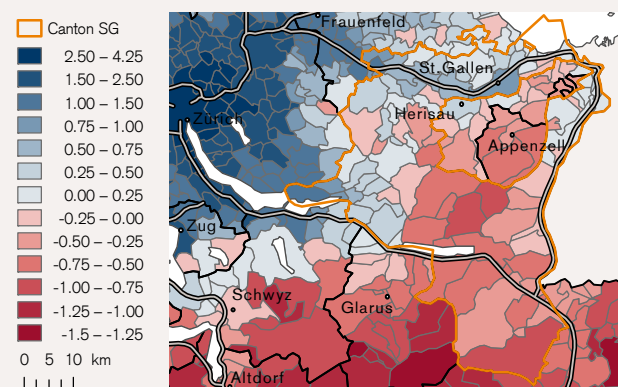 Canton SG
2.50 – 4.25
1.50 – 2.50
1.00 – 1.50
0.75 – 1.00
0.50 – 0.75
0.25 – 0.50
0.00 – 0.25
-0.25 – 0.00
-0.50 – -0.25
-0.75 – -0.50
-1.00 – -0.75
-1.25 – -1.00
-1.5 – -1.25
0 5 10 km
Frauenfeld
St.Gallen
Herisau
Zürich
Appenzell
Zug
Schwyz
Glarus
Altdorf